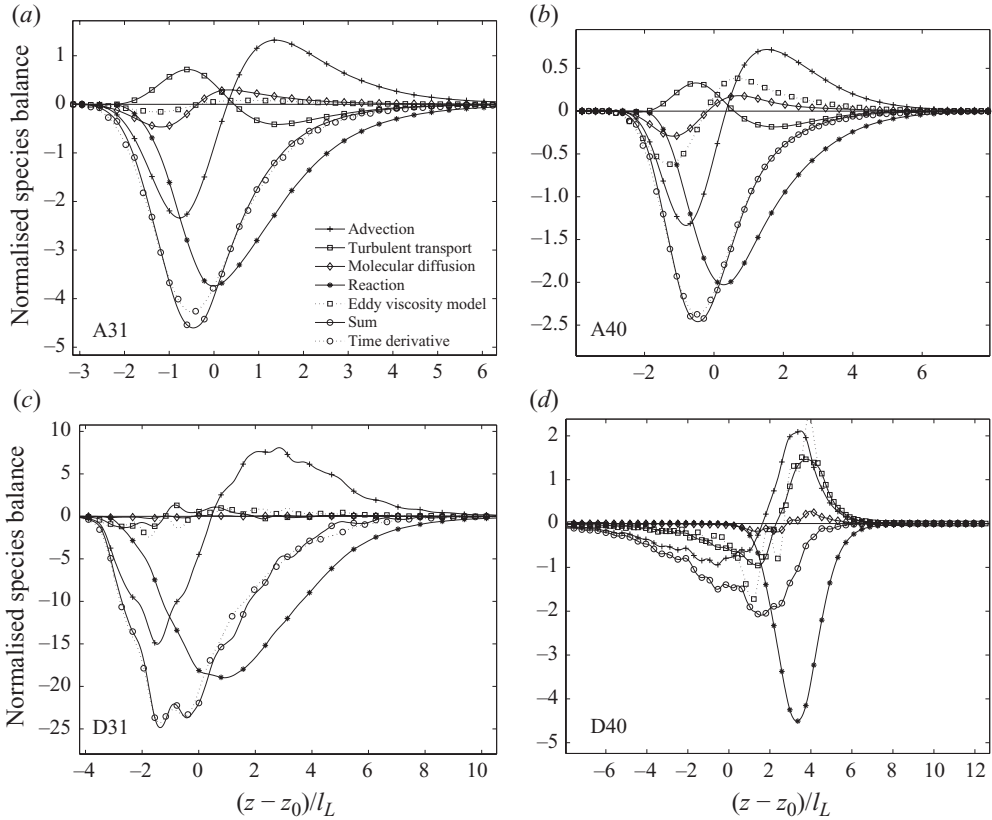 (a)
(b)
Normalised species balance
1
0
−1
−2
−3
−4
−5
Advection
Turbulent transport
Molecular diffusion
Reaction
Eddy viscosity model
Sum
Time derivative
A31
−3 −2 −1 0 1 2 3 4 5 6
0.5
0
−0.5
−1.0
−1.5
−2.0
−2.5
A40
−2 0 2 4 6
(c)
(d)
Normalised species balance
10
5
0
−5
−10
−15
−20
−25
D31
−4 −2 0 2 4 6 8 10
(z − z0)/lL
2
1
0
−1
−2
−3
−4
−5
D40
−6 −4 −2 0 2 4 6 8 10 12
(z − z0)/lL